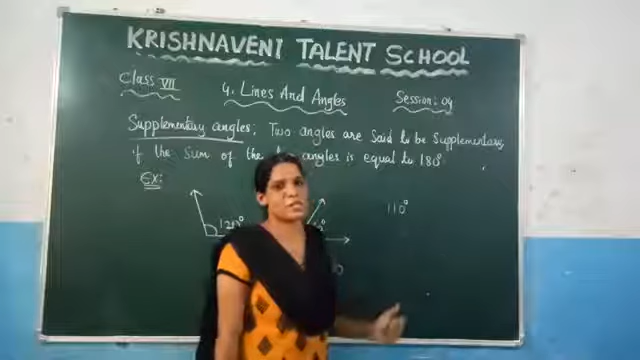 KRISHNAVENI TALENT SCHOOL
Class VII
4. Lines And Angles
Session: 04
Supplementary angles: Two angles are said to be Supplementary,
if the sum of the angles is equal to 180°
Ex:
120°
110°